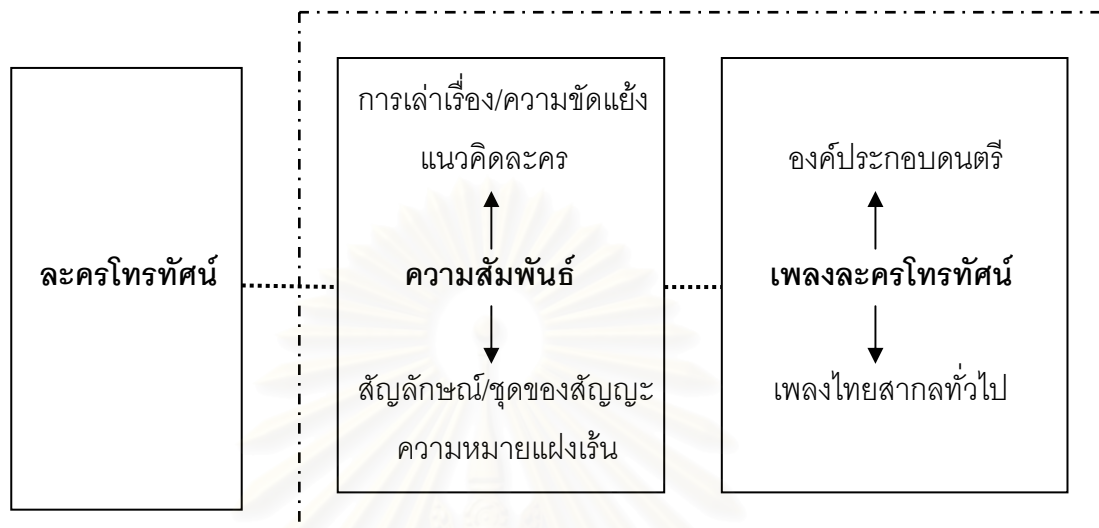 ละครโทรทัศน์
การเล่าเรื่อง/ความขัดแย้ง
แนวคิดละคร
ความสัมพันธ์
สัญลักษณ์/ชุดของสัญญะ
ความหมายแฝงเร้น
องค์ประกอบดนตรี
เพลงละครโทรทัศน์
เพลงไทยสากลทั่วไป